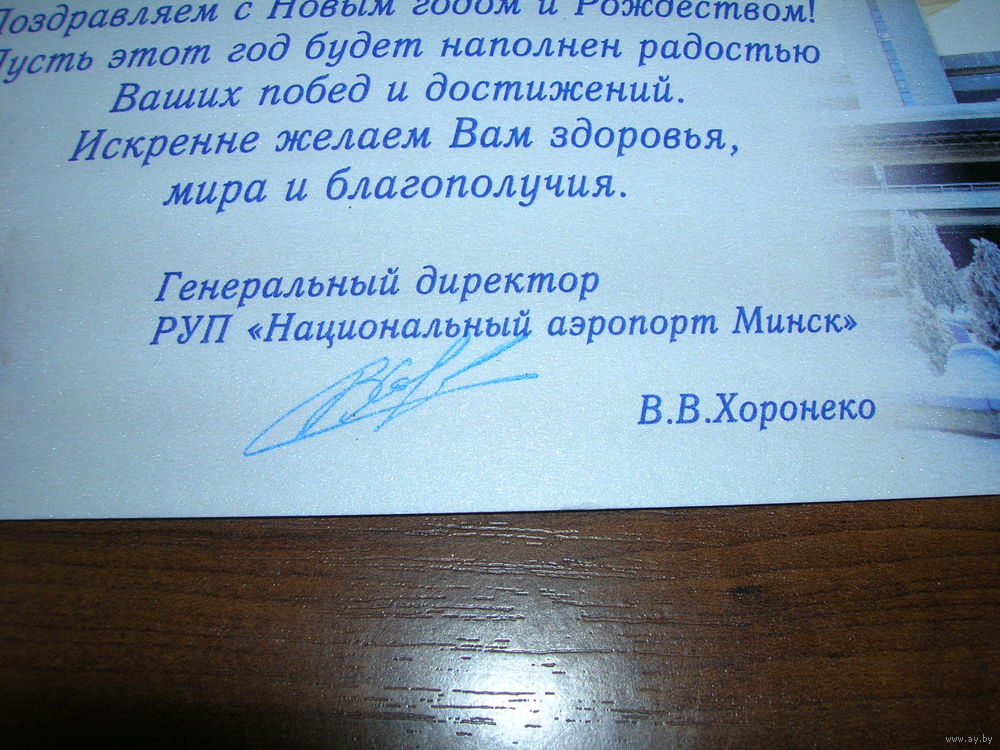 Поздравляем с Новым годом и Рождеством!
Пусть этот год будет наполнен радостью
Ваших побед и достижений.
Искренне желаем Вам здоровья,
мира и благополучия.
Генеральный директор
РУП «Национальный аэропорт Минск»
В.В.Хоронеко
www.ay.by